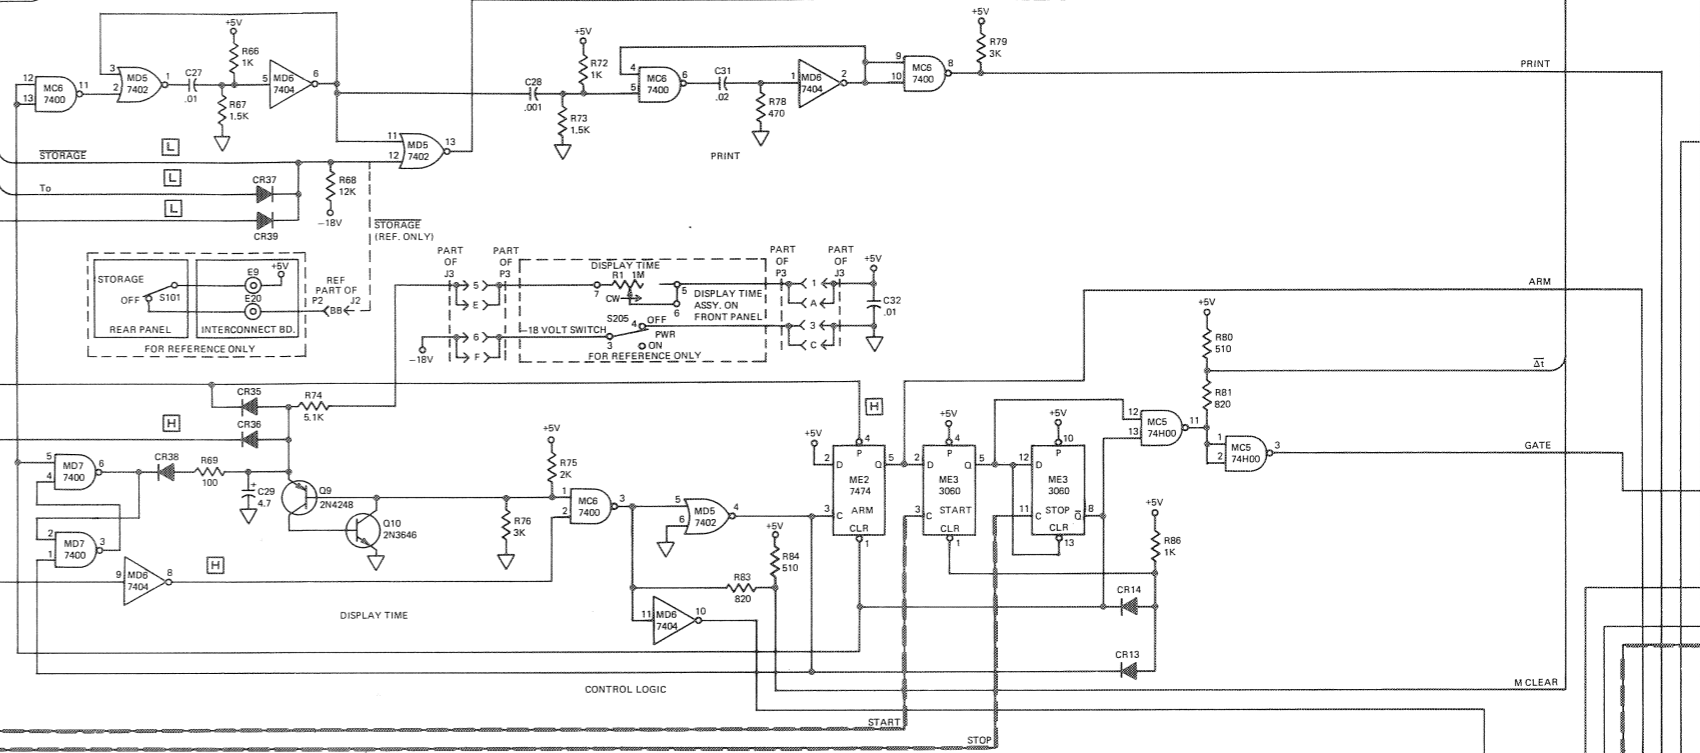 +5V
R66
1K
12
13
MC6
7400
11
3
2
MD5
7402
1
C27
.01
R67
1.5K
5
MD6
7404
6
+5V
R72
1K
C28
.001
R73
1.5K
4
5
MC6
7400
6
C31
.02
R78
470
1
MD6
7404
2
9
10
MC6
7400
8
+5V
R79
3K
PRINT
11
12
MD5
7402
13
PRINT
STORAGE
L
To
L
CR37
L
CR39
R68
12K
−18V
STORAGE
(REF. ONLY)
STORAGE
OFF
S101
REAR PANEL
E9
+5V
E20
INTERCONNECT BD.
FOR REFERENCE ONLY
REF
PART OF
P2
J2
BB
PART
OF
J3
PART
OF
P3
5
E
6
F
−18V
DISPLAY TIME
R1 1M
7
CW
5
6
DISPLAY TIME
ASSY. ON
FRONT PANEL
−18 VOLT SWITCH
S205
4
OFF
PWR
3
ON
FOR REFERENCE ONLY
PART
OF
P3
PART
OF
J3
1
A
3
C
+5V
C32
.01
ARM
+5V
R80
510
Δt
R81
820
CR35
R74
5.1K
H
CR36
5
4
MD7
7400
6
CR38
R69
100
+
C29
4.7
Q9
2N4248
Q10
2N3646
2
1
MD7
7400
3
9
MD6
7404
8
H
DISPLAY TIME
+5V
R75
2K
R76
3K
1
2
MC6
7400
3
5
6
MD5
7402
4
+5V
R84
510
R83
820
11
MD6
7404
10
H
+5V
4
P
2
D
Q
5
ME2
7474
3
C
ARM
CLR
1
+5V
4
P
2
D
Q
5
ME3
3060
3
C
START
CLR
1
+5V
10
P
12
D
ME3
3060
11
C
STOP
Q
8
CLR
13
12
13
MC5
74H00
11
1
2
MC5
74H00
3
GATE
+5V
R86
1K
CR14
CR13
CONTROL LOGIC
M CLEAR
START
STOP